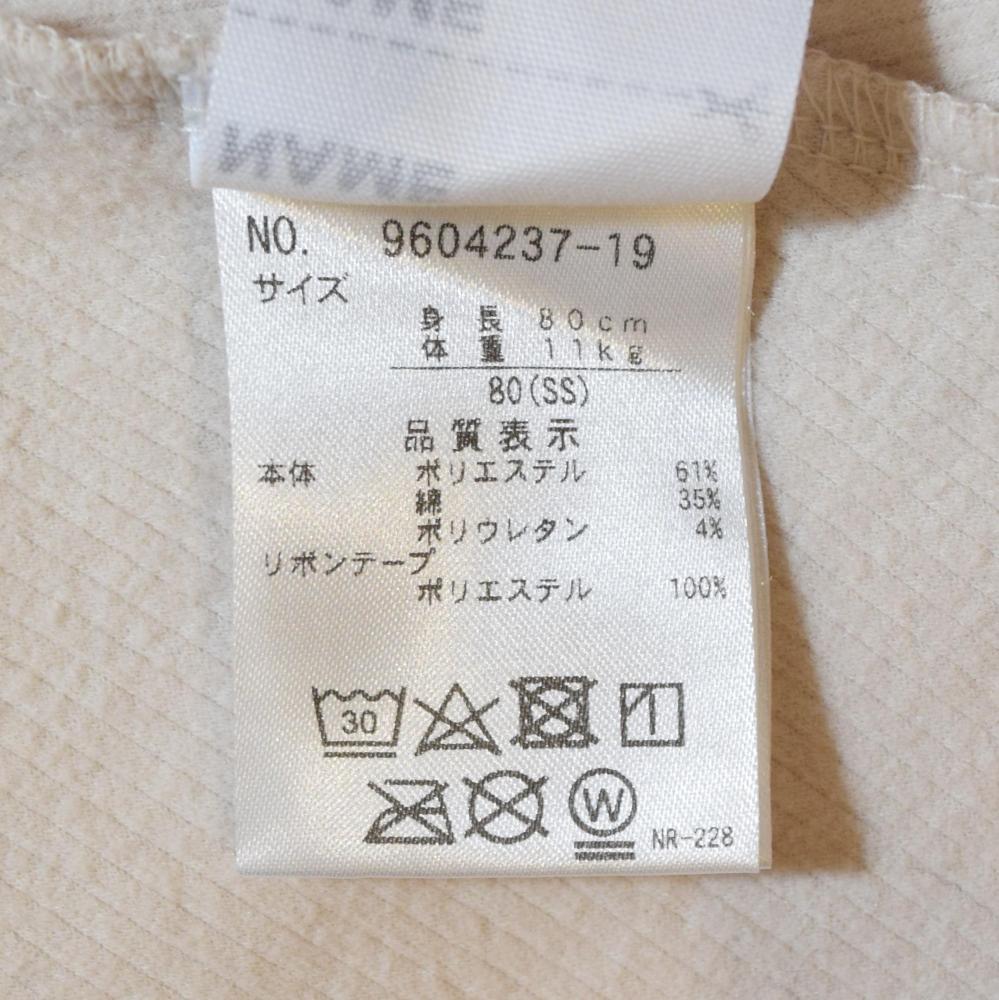 NAME
NO. 9604237-19
サイズ
身長 80cm
体重 11kg
80(SS)
品質表示
本体 ポリエステル 61%
綿 35%
ポリウレタン 4%
リボンテープ
ポリエステル 100%
30
W
NR-228